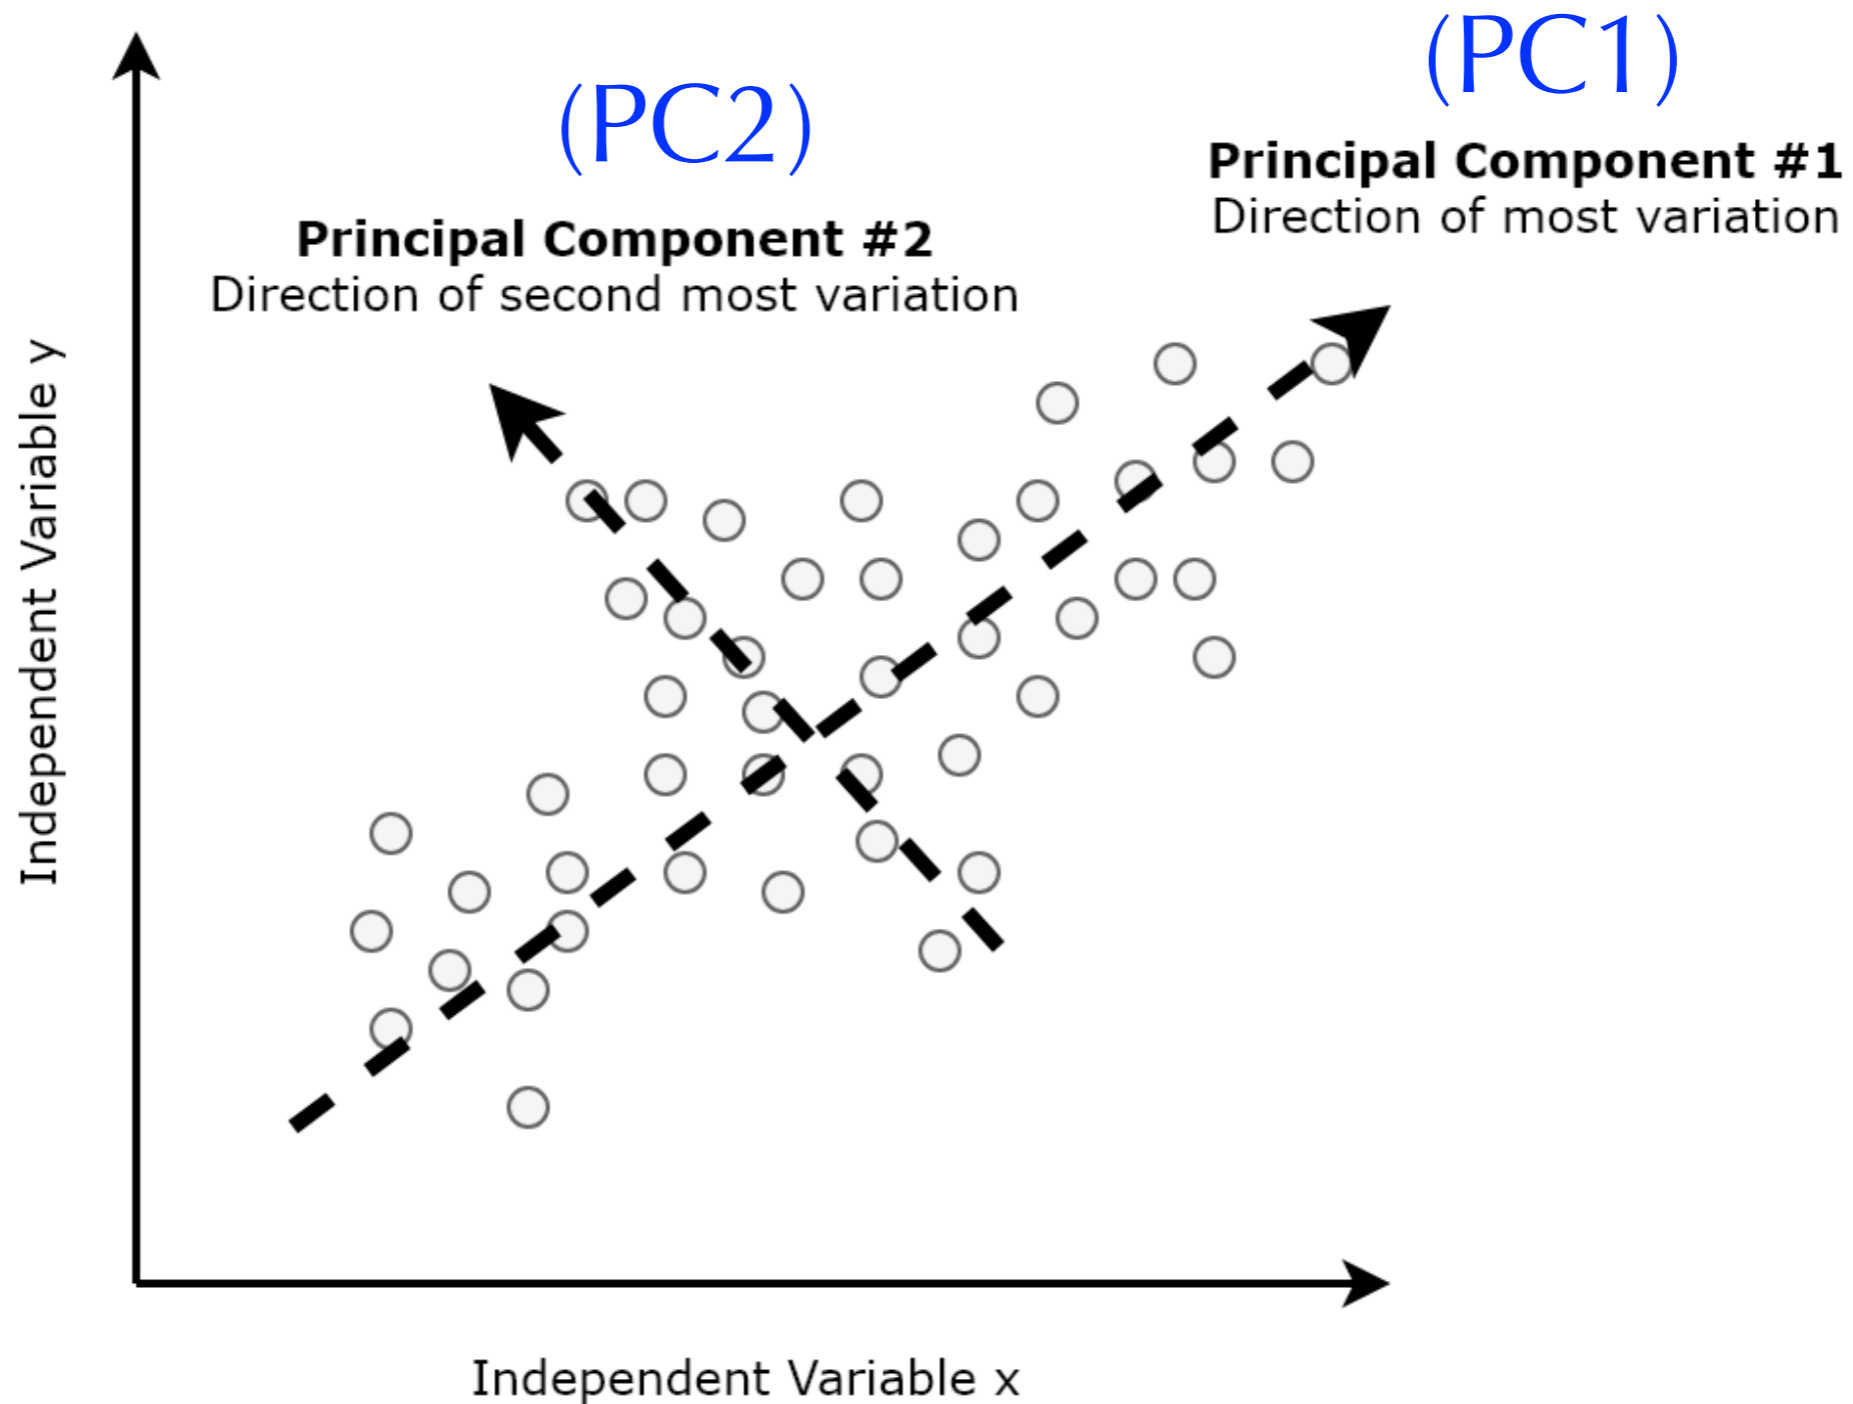 (PC1)
Principal Component #1
Direction of most variation
(PC2)
Principal Component #2
Direction of second most variation
Independent Variable y
Independent Variable x